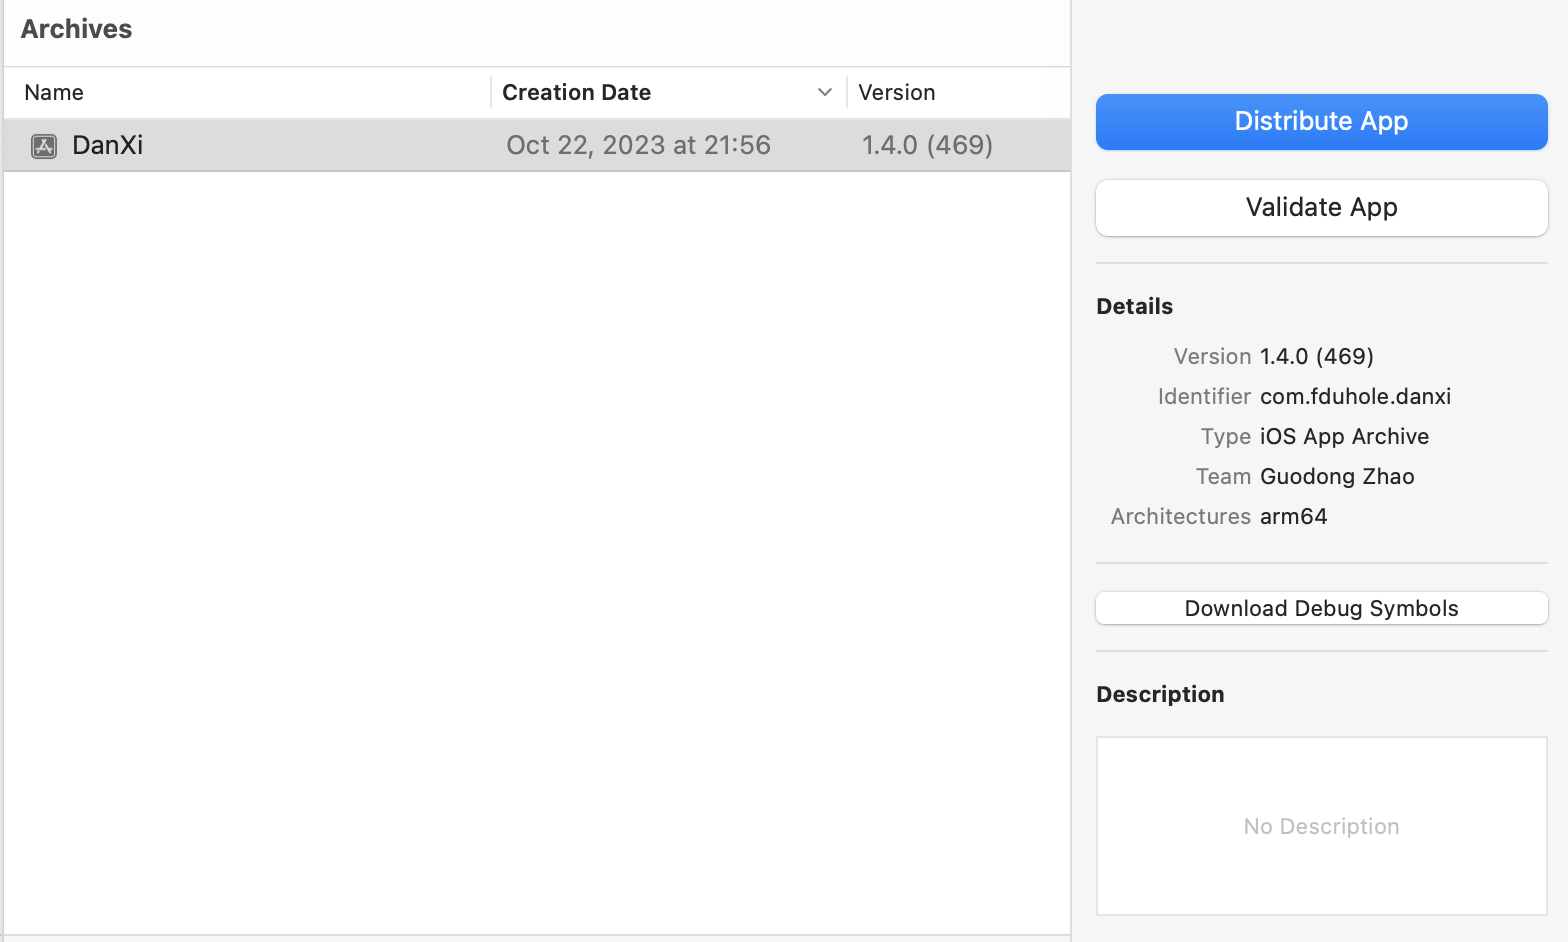 Archives
Name Creation Date Version
DanXi Oct 22, 2023 at 21:56 1.4.0 (469)
Distribute App
Validate App
Details
Version 1.4.0 (469)
Identifier com.fduhole.danxi
Type iOS App Archive
Team Guodong Zhao
Architectures arm64
Download Debug Symbols
Description
No Description